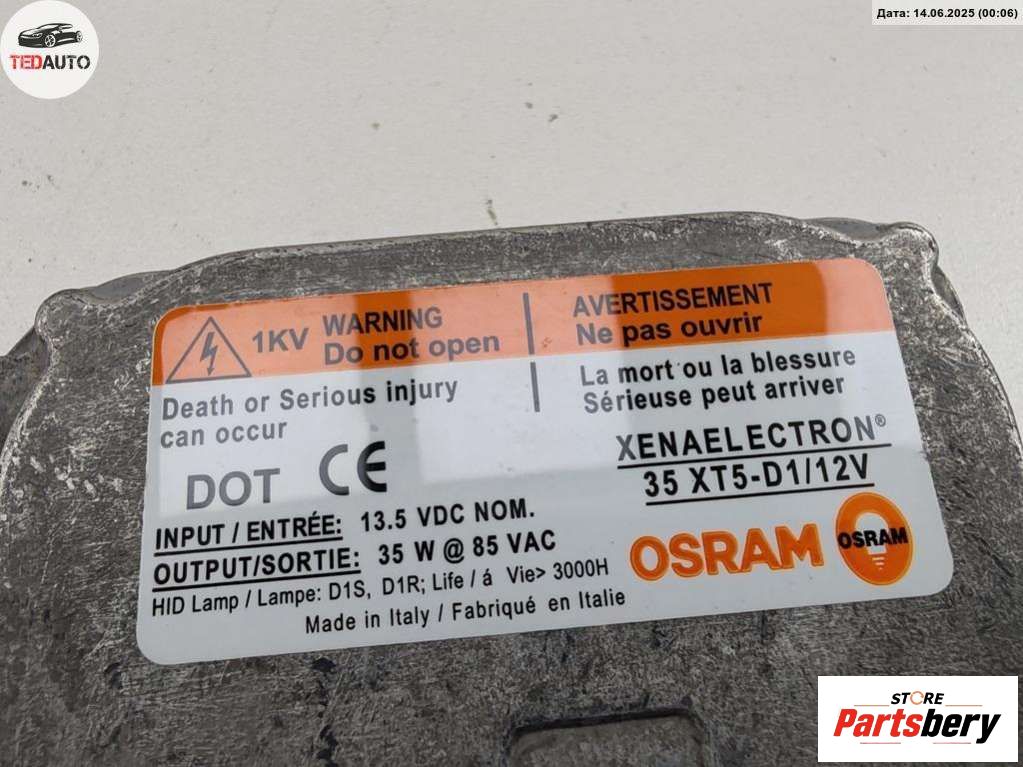 Дата: 14.06.2025 (00:06)
TEDAUTO
1KV WARNING
Do not open
AVERTISSEMENT
Ne pas ouvrir
Death or Serious injury
can occur
La mort ou la blessure
Sérieuse peut arriver
DOT CE
XENAELECTRON®
35 XT5-D1/12V
INPUT / ENTRÉE: 13.5 VDC NOM.
OUTPUT/SORTIE: 35 W @ 85 VAC
HID Lamp / Lampe: D1S, D1R; Life / á Vie> 3000H
Made in Italy / Fabriqué en Italie
OSRAM
OSRAM
STORE
Partsbery